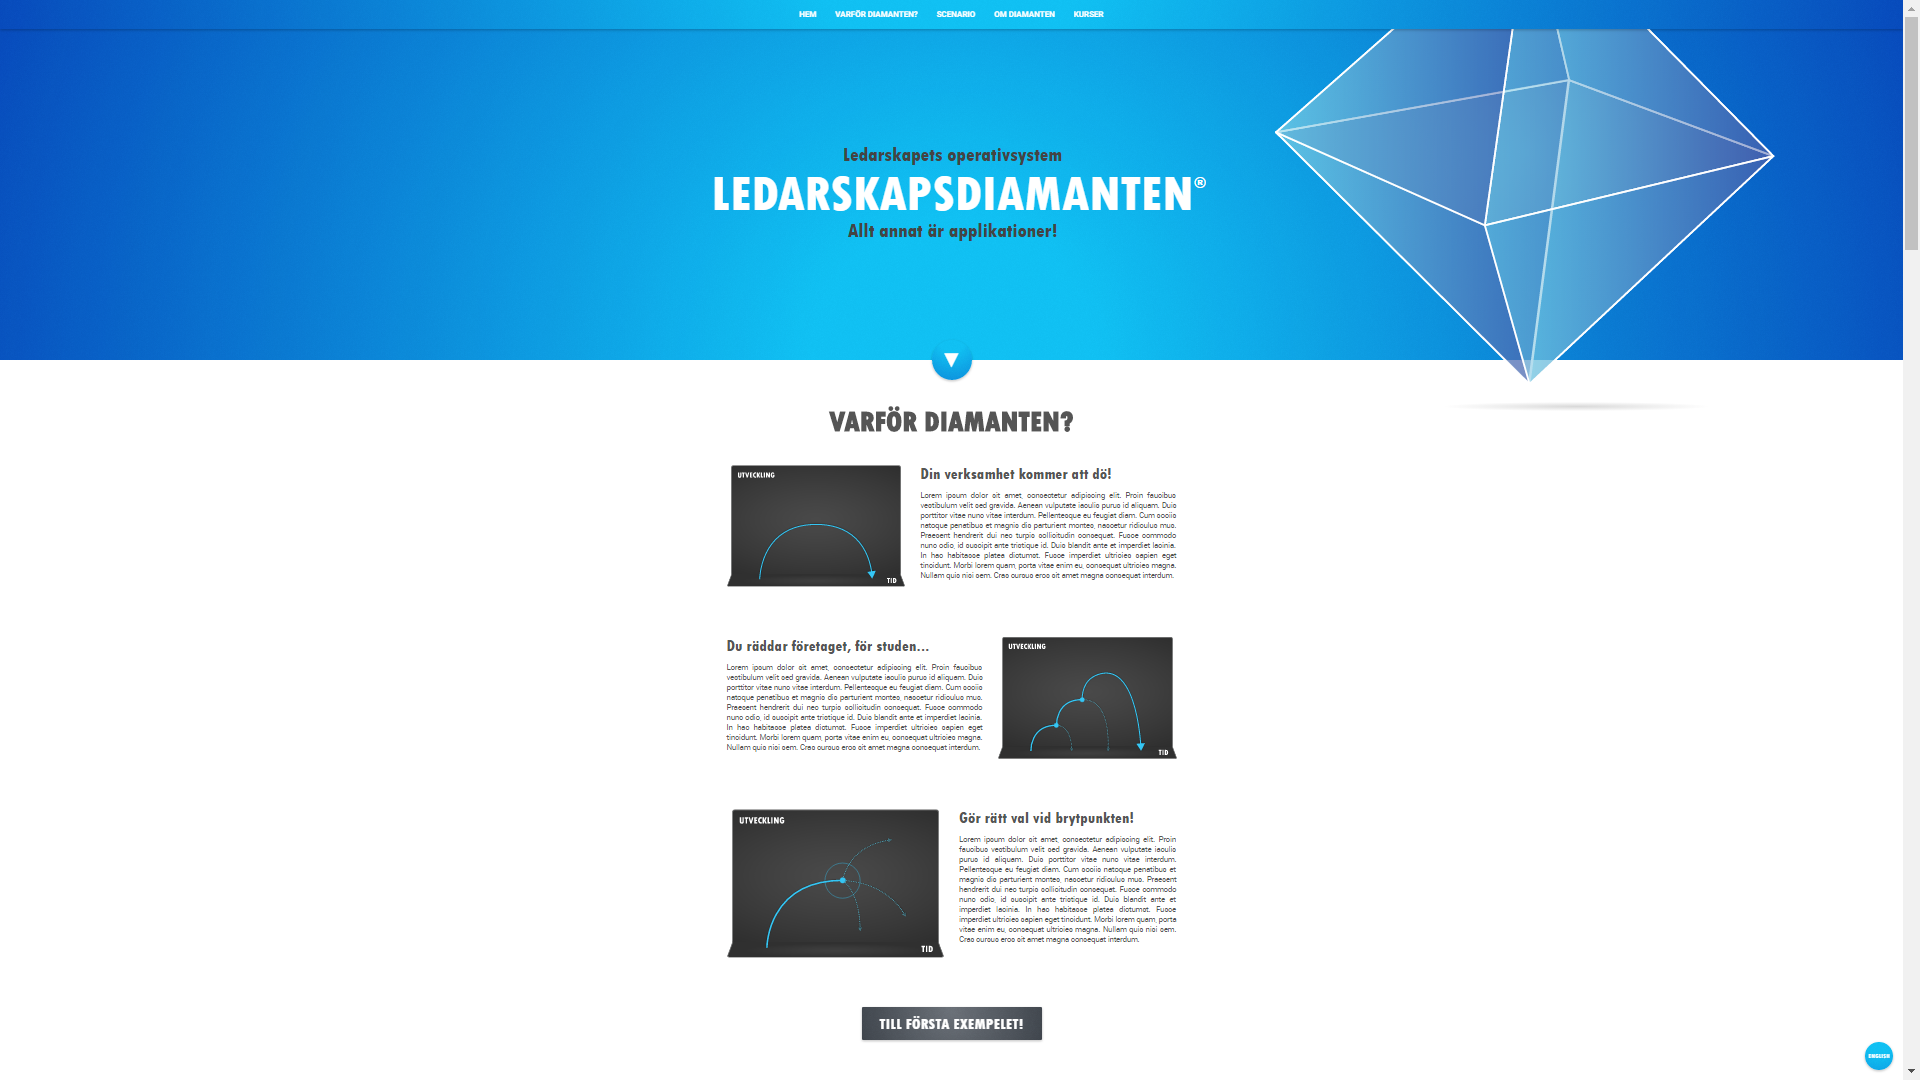 HEM VARFÖR DIAMANTEN? SCENARIO OM DIAMANTEN KURSER
Ledarskapets operativsystem
LEDARSKAPSDIAMANTEN®
Allt annat är applikationer!
VARFÖR DIAMANTEN?
UTVECKLING
TID
Din verksamhet kommer att dö!
Lorem ipsum dolor sit amet, consectetur adipiscing elit. Proin faucibus
vestibulum velit sed gravida. Aenean vulputate iaculis purus id aliquam. Duis
porttitor vitae nunc vitae interdum. Pellentesque eu feugiat diam. Cum sociis
natoque penatibus et magnis dis parturient montes, nascetur ridiculus mus.
Praesent hendrerit dui nec turpis sollicitudin consequat. Fusce commodo
nunc odio, id suscipit ante tristique id. Duis blandit ante et imperdiet lacinia.
In hac habitasse platea dictumst. Fusce imperdiet ultricies sapien eget
tincidunt. Morbi lorem quam, porta vitae enim eu, consequat ultricies magna.
Nullam quis nisi sem. Cras cursus eros sit amet magna consequat interdum.
Du räddar företaget, för studen...
Lorem ipsum dolor sit amet, consectetur adipiscing elit. Proin faucibus
vestibulum velit sed gravida. Aenean vulputate iaculis purus id aliquam. Duis
porttitor vitae nunc vitae interdum. Pellentesque eu feugiat diam. Cum sociis
natoque penatibus et magnis dis parturient montes, nascetur ridiculus mus.
Praesent hendrerit dui nec turpis sollicitudin consequat. Fusce commodo
nunc odio, id suscipit ante tristique id. Duis blandit ante et imperdiet lacinia.
In hac habitasse platea dictumst. Fusce imperdiet ultricies sapien eget
tincidunt. Morbi lorem quam, porta vitae enim eu, consequat ultricies magna.
Nullam quis nisi sem. Cras cursus eros sit amet magna consequat interdum.
UTVECKLING
TID
UTVECKLING
TID
Gör rätt val vid brytpunkten!
Lorem ipsum dolor sit amet, consectetur adipiscing elit. Proin
faucibus vestibulum velit sed gravida. Aenean vulputate iaculis
purus id aliquam. Duis porttitor vitae nunc vitae interdum.
Pellentesque eu feugiat diam. Cum sociis natoque penatibus et
magnis dis parturient montes, nascetur ridiculus mus. Praesent
hendrerit dui nec turpis sollicitudin consequat. Fusce commodo
nunc odio, id suscipit ante tristique id. Duis blandit ante et
imperdiet lacinia. In hac habitasse platea dictumst. Fusce
imperdiet ultricies sapien eget tincidunt. Morbi lorem quam, porta
vitae enim eu, consequat ultricies magna. Nullam quis nisi sem.
Cras cursus eros sit amet magna consequat interdum.
TILL FÖRSTA EXEMPELET!
ENGLISH